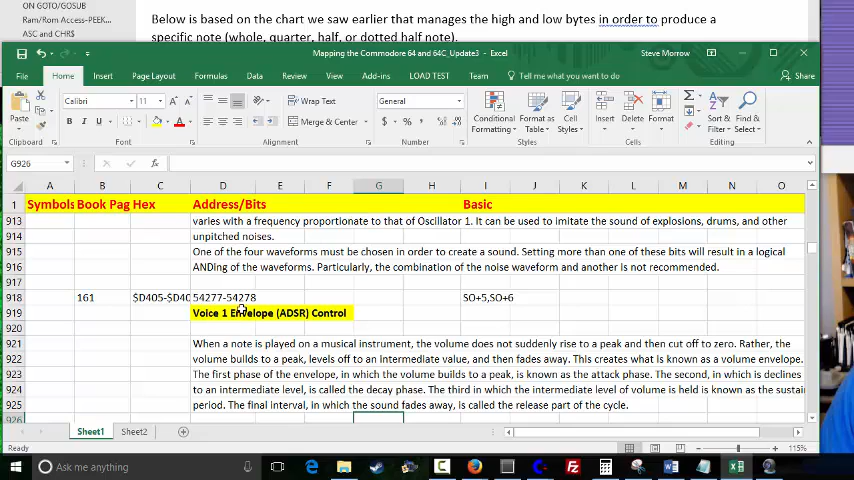 ON GOTO/GOSUB
Ram/Rom Access-PEEK...
ASC and CHR$
Below is based on the chart we saw earlier that manages the high and low bytes in order to produce a
specific note (whole, quarter, half, or dotted half note).
Mapping the Commodore 64 and 64C_Update3 - Excel
Steve Morrow
File Home Insert Page Layout Formulas Data Review View Add-ins LOAD TEST Team Tell me what you want to do Share
Paste
Calibri 11
B I U
Wrap Text
Merge & Center
General
$ % ,
Conditional Formatting
Format as Table
Cell Styles
Insert Delete Format
Sort & Filter
Find & Select
Clipboard Font Alignment Number Styles Cells Editing
G926
fx
A B C D E F G H I J K L M N O
1 Symbols Book Pag Hex Address/Bits Basic
913 varies with a frequency proportionate to that of Oscillator 1. It can be used to imitate the sound of explosions, drums, and other
914 unpitched noises.
915 One of the four waveforms must be chosen in order to create a sound. Setting more than one of these bits will result in a logical
916 ANDing of the waveforms. Particularly, the combination of the noise waveform and another is not recommended.
917
918 161 $D405-$D40 54277-54278 SO+5,SO+6
919 Voice 1 Envelope (ADSR) Control
920
921 When a note is played on a musical instrument, the volume does not suddenly rise to a peak and then cut off to zero. Rather, the
922 volume builds to a peak, levels off to an intermediate value, and then fades away. This creates what is known as a volume envelope.
923 The first phase of the envelope, in which the volume builds to a peak, is known as the attack phase. The second, in which is declines
924 to an intermediate level, is called the decay phase. The third in which the intermediate level of volume is held is known as the sustai
925 period. The final interval, in which the sound fades away, is called the release part of the cycle.
926
Sheet1 Sheet2
Ready
115%
Ask me anything